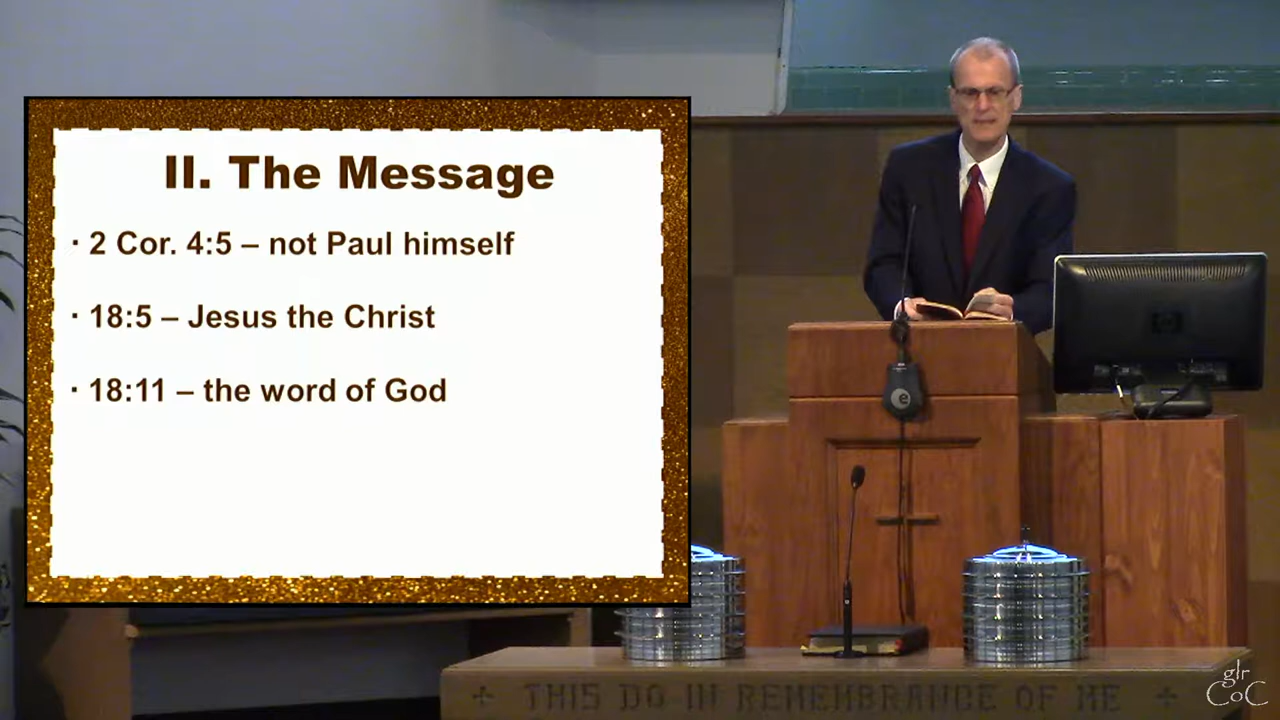 II. The Message
· 2 Cor. 4:5 – not Paul himself
· 18:5 – Jesus the Christ
· 18:11 – the word of God
e
THIS DO IN REMEMBRANCE OF ME
glr
CoC